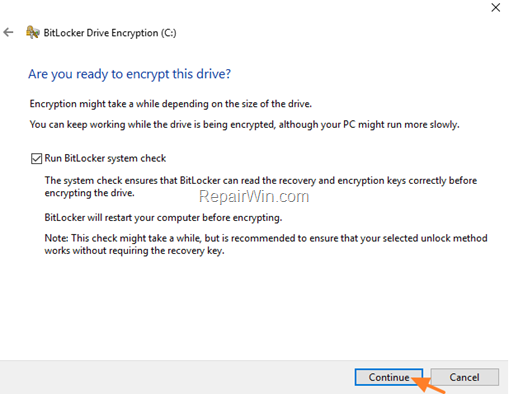 BitLocker Drive Encryption (C:)
Are you ready to encrypt this drive?
Encryption might take a while depending on the size of the drive.
You can keep working while the drive is being encrypted, although your PC might run more slowly.
Run BitLocker system check
The system check ensures that BitLocker can read the recovery and encryption keys correctly before
encrypting the drive.
RepairWin.com
BitLocker will restart your computer before encrypting.
Note: This check might take a while, but is recommended to ensure that your selected unlock method
works without requiring the recovery key.
Continue
Cancel